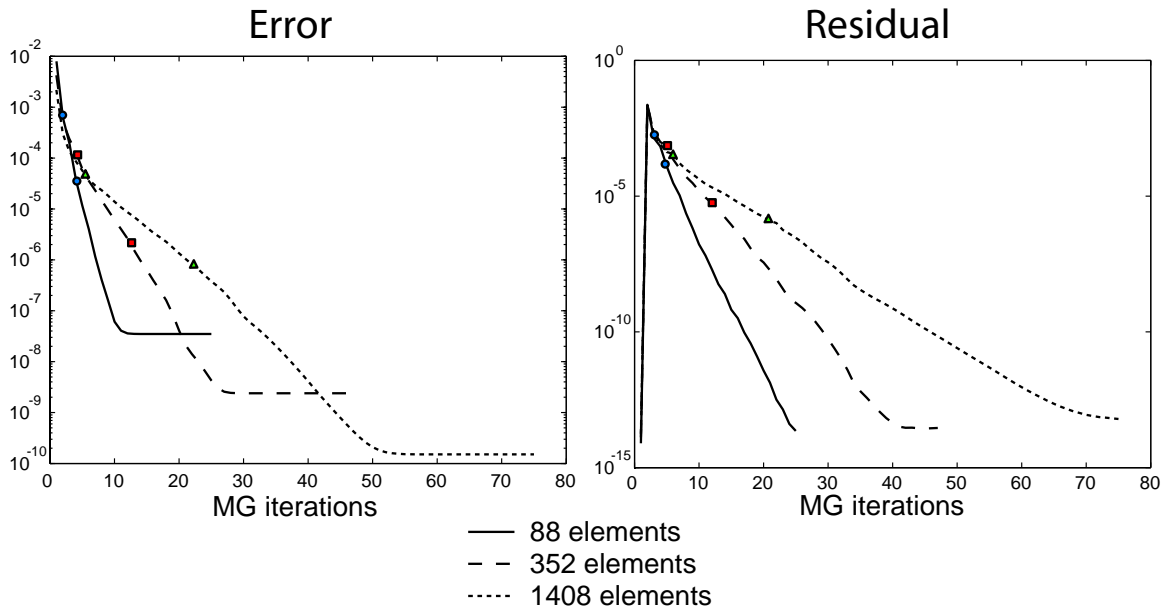 Error
Residual
10^-2
10^-3
10^-4
10^-5
10^-6
10^-7
10^-8
10^-9
10^-10
0 10 20 30 40 50 60 70 80
MG iterations
10^0
10^-5
10^-10
10^-15
0 10 20 30 40 50 60 70 80
MG iterations
88 elements
352 elements
1408 elements